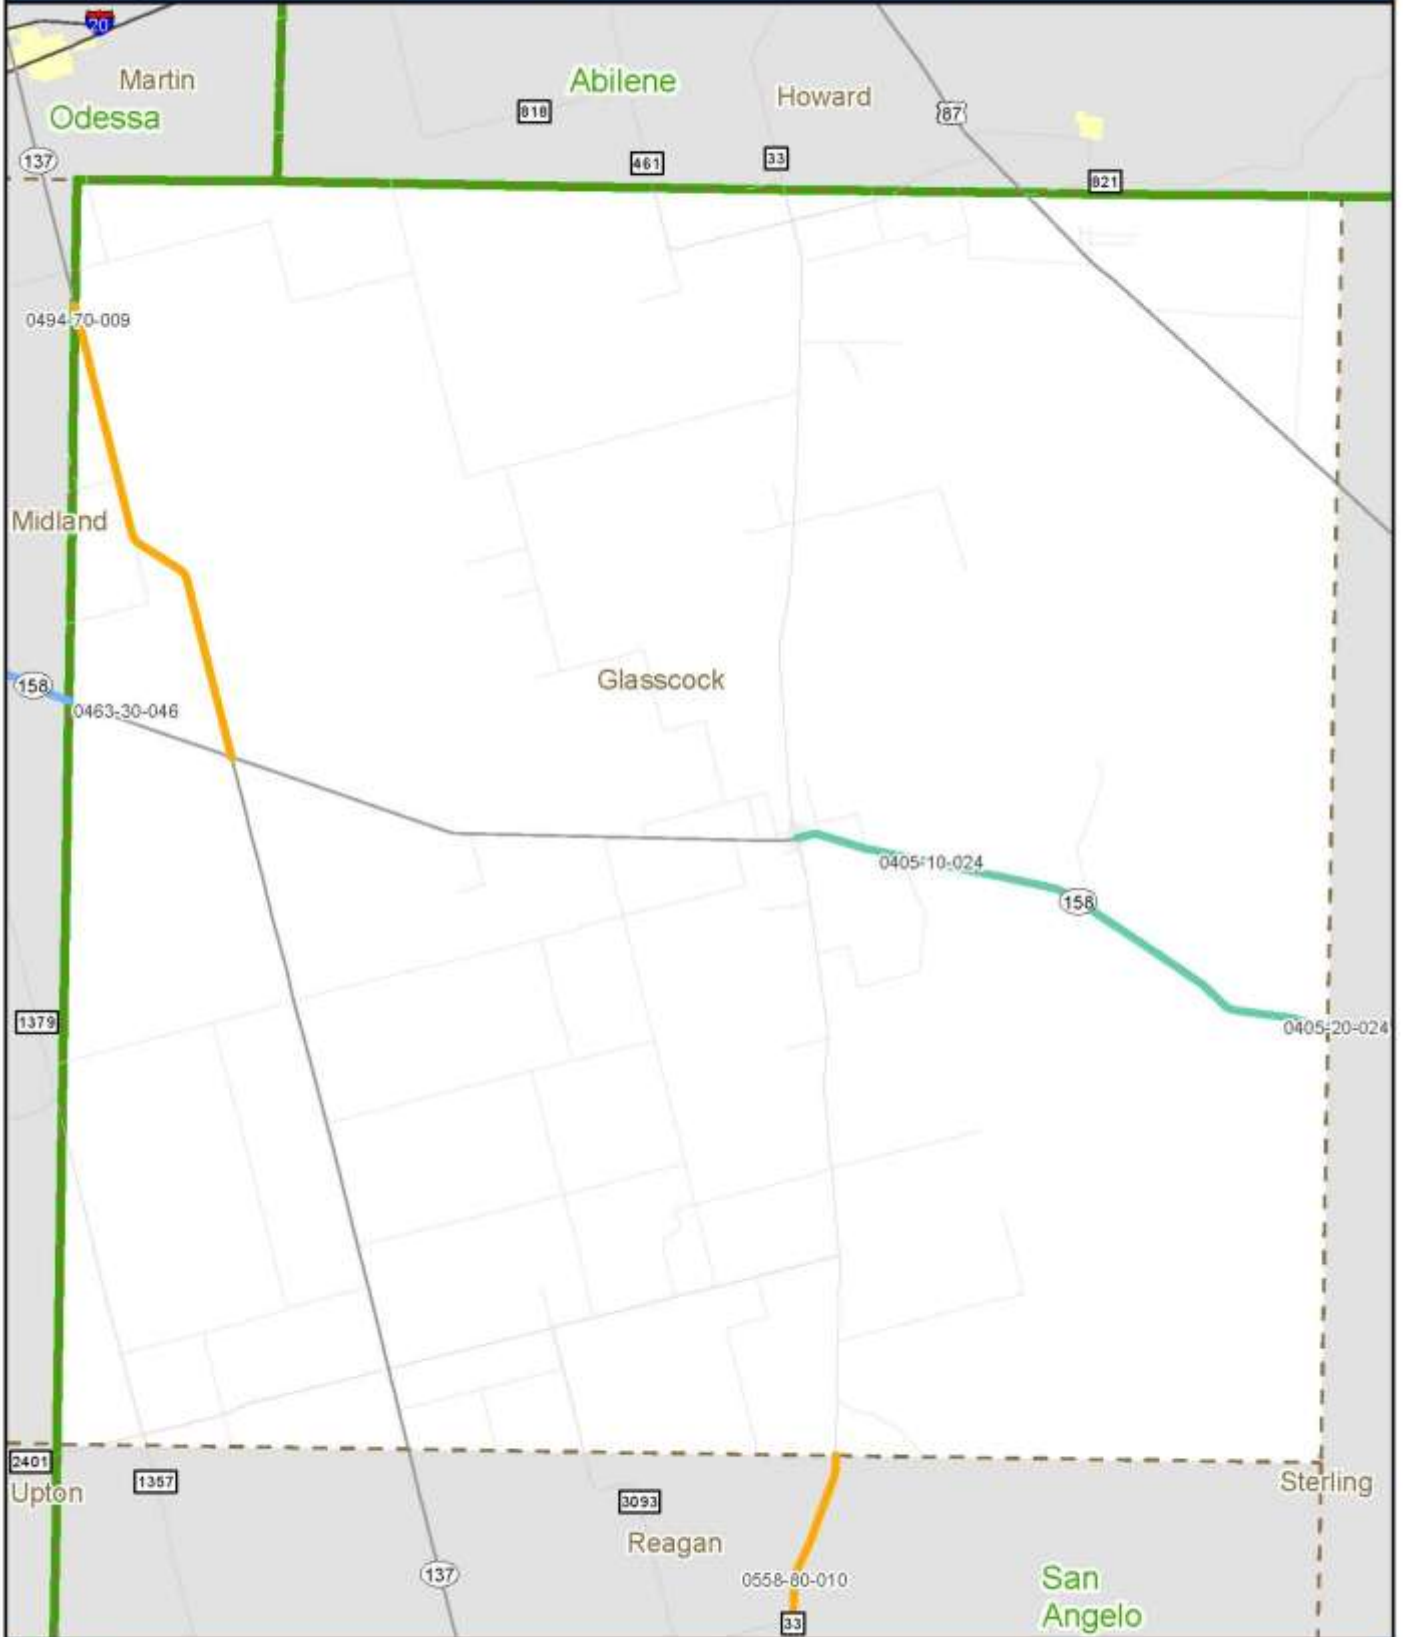 20
Martin
Abilene
Howard
Odessa
818
87
137
461
33
821
0494-70-009
Midland
Glasscock
158
0463-30-046
0405-10-024
158
1379
0405-20-024
2401
1357
Upton
3093
Sterling
Reagan
137
0558-80-010
San
Angelo
33